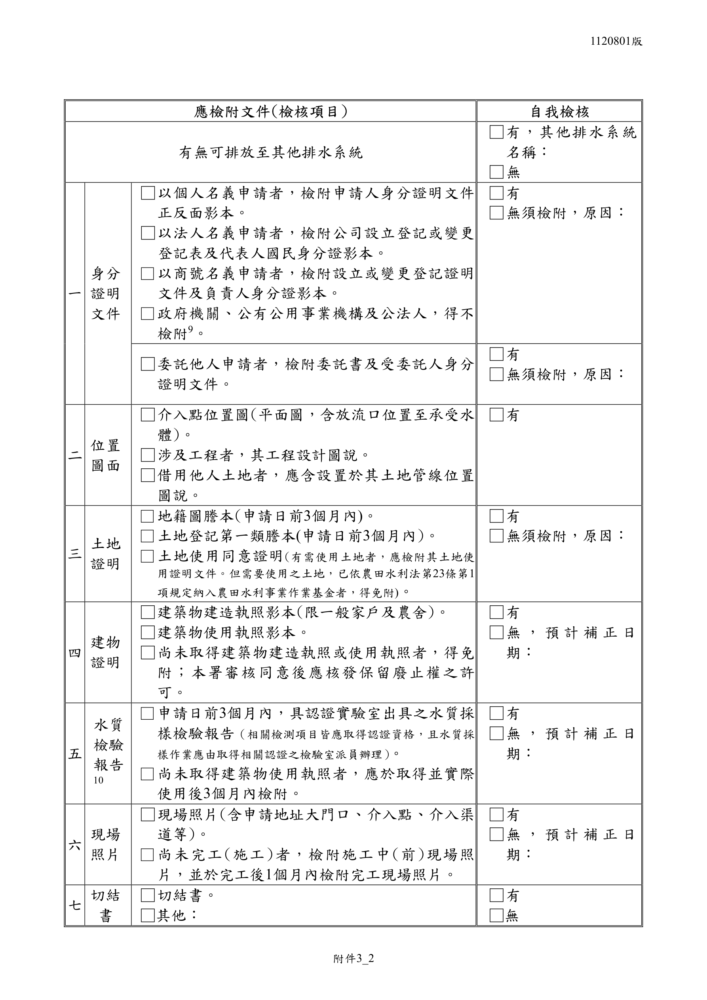 1120801版
應檢附文件(檢核項目)
自我檢核
有無可排放至其他排水系統
□有，其他排水系統
名稱：
□無
一
身分
證明
文件
□以個人名義申請者，檢附申請人身分證明文件
正反面影本。
□以法人名義申請者，檢附公司設立登記或變更
登記表及代表人國民身分證影本。
□以商號名義申請者，檢附設立或變更登記證明
文件及負責人身分證影本。
□政府機關、公有公用事業機構及公法人，得不
檢附9。
□有
□無須檢附，原因：
□委託他人申請者，檢附委託書及受委託人身分
證明文件。
□有
□無須檢附，原因：
二
位置
圖面
□介入點位置圖(平面圖，含放流口位置至承受水
體)。
□涉及工程者，其工程設計圖說。
□借用他人土地者，應含設置於其土地管線位置
圖說。
□有
三
土地
證明
□地籍圖謄本(申請日前3個月內)。
□土地登記第一類謄本(申請日前3個月內)。
□土地使用同意證明(有需使用土地者，應檢附其土地使
用證明文件。但需要使用之土地，已依農田水利法第23條第1
項規定納入農田水利事業作業基金者，得免附)。
□有
□無須檢附，原因：
四
建物
證明
□建築物建造執照影本(限一般家戶及農舍)。
□建築物使用執照影本。
□尚未取得建築物建造執照或使用執照者，得免
附；本署審核同意後應核發保留廢止權之許
可。
□有
□無，預計補正日
期：
五
水質
檢驗
報告
10
□申請日前3個月內，具認證實驗室出具之水質採
樣檢驗報告（相關檢測項目皆應取得認證資格，且水質採
樣作業應由取得相關認證之檢驗室派員辦理）。
□尚未取得建築物使用執照者，應於取得並實際
使用後3個月內檢附。
□有
□無，預計補正日
期：
六
現場
照片
□現場照片(含申請地址大門口、介入點、介入渠
道等)。
□尚未完工(施工)者，檢附施工中(前)現場照
片，並於完工後1個月內檢附完工現場照片。
□有
□無，預計補正日
期：
七
切結
書
□切結書。
□其他：
□有
□無
附件3_2